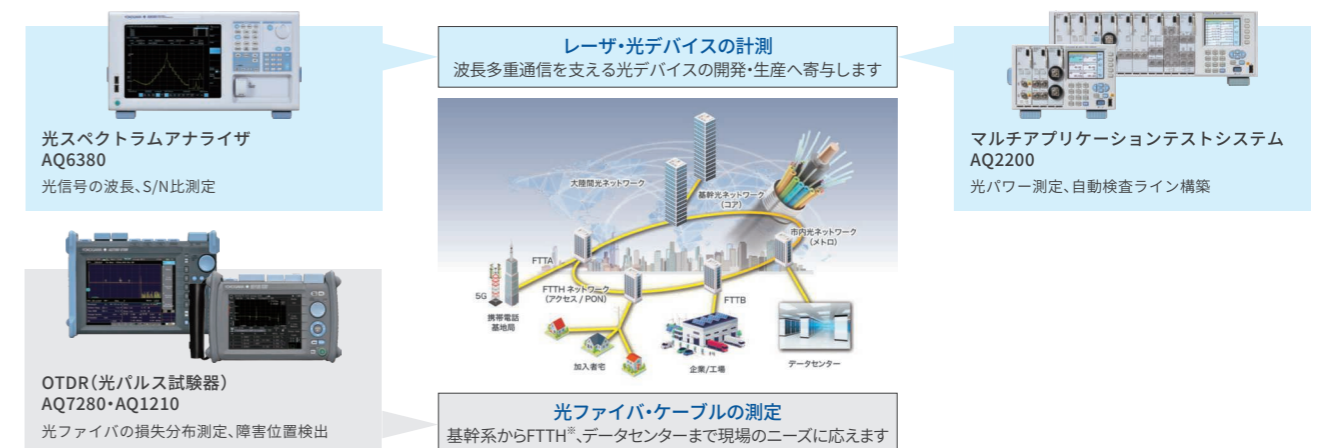 光スペクトラムアナライザ
AQ6380
光信号の波長、S/N比測定
レーザ・光デバイスの計測
波長多重通信を支える光デバイスの開発・生産へ寄与します
マルチアプリケーションテストシステム
AQ2200
光パワー測定、自動検査ライン構築
大陸間光ネットワーク
基幹光ネットワーク
(コア)
市内光ネットワーク
(メトロ)
FTTA
5G
携帯電話
基地局
FTTH ネットワーク
(アクセス / PON)
FTTB
加入者宅
企業/工場
データセンター
OTDR(光パルス試験器)
AQ7280・AQ1210
光ファイバの損失分布測定、障害位置検出
光ファイバ・ケーブルの測定
基幹系からFTTH※、データセンターまで現場のニーズに応えます